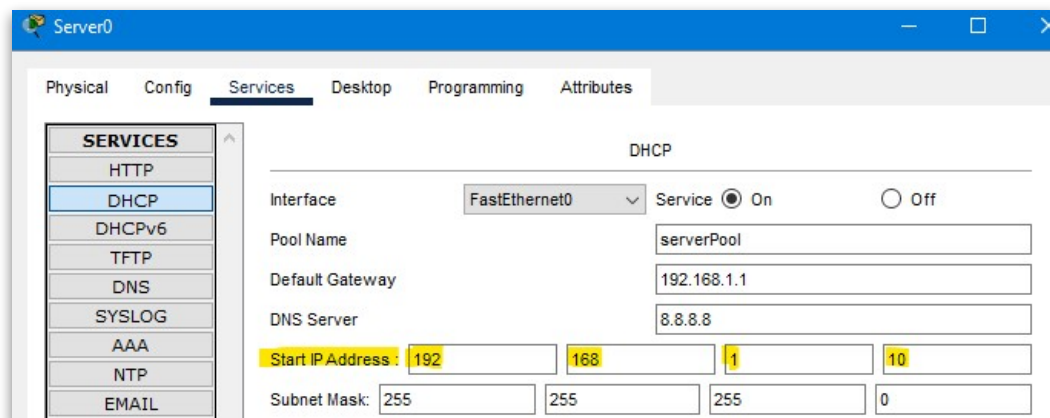 Server0
Physical Config Services Desktop Programming Attributes
SERVICES
HTTP
DHCP
DHCPv6
TFTP
DNS
SYSLOG
AAA
NTP
EMAIL
DHCP
Interface FastEthernet0 Service On Off
Pool Name serverPool
Default Gateway 192.168.1.1
DNS Server 8.8.8.8
Start IP Address : 192 168 1 10
Subnet Mask: 255 255 255 0